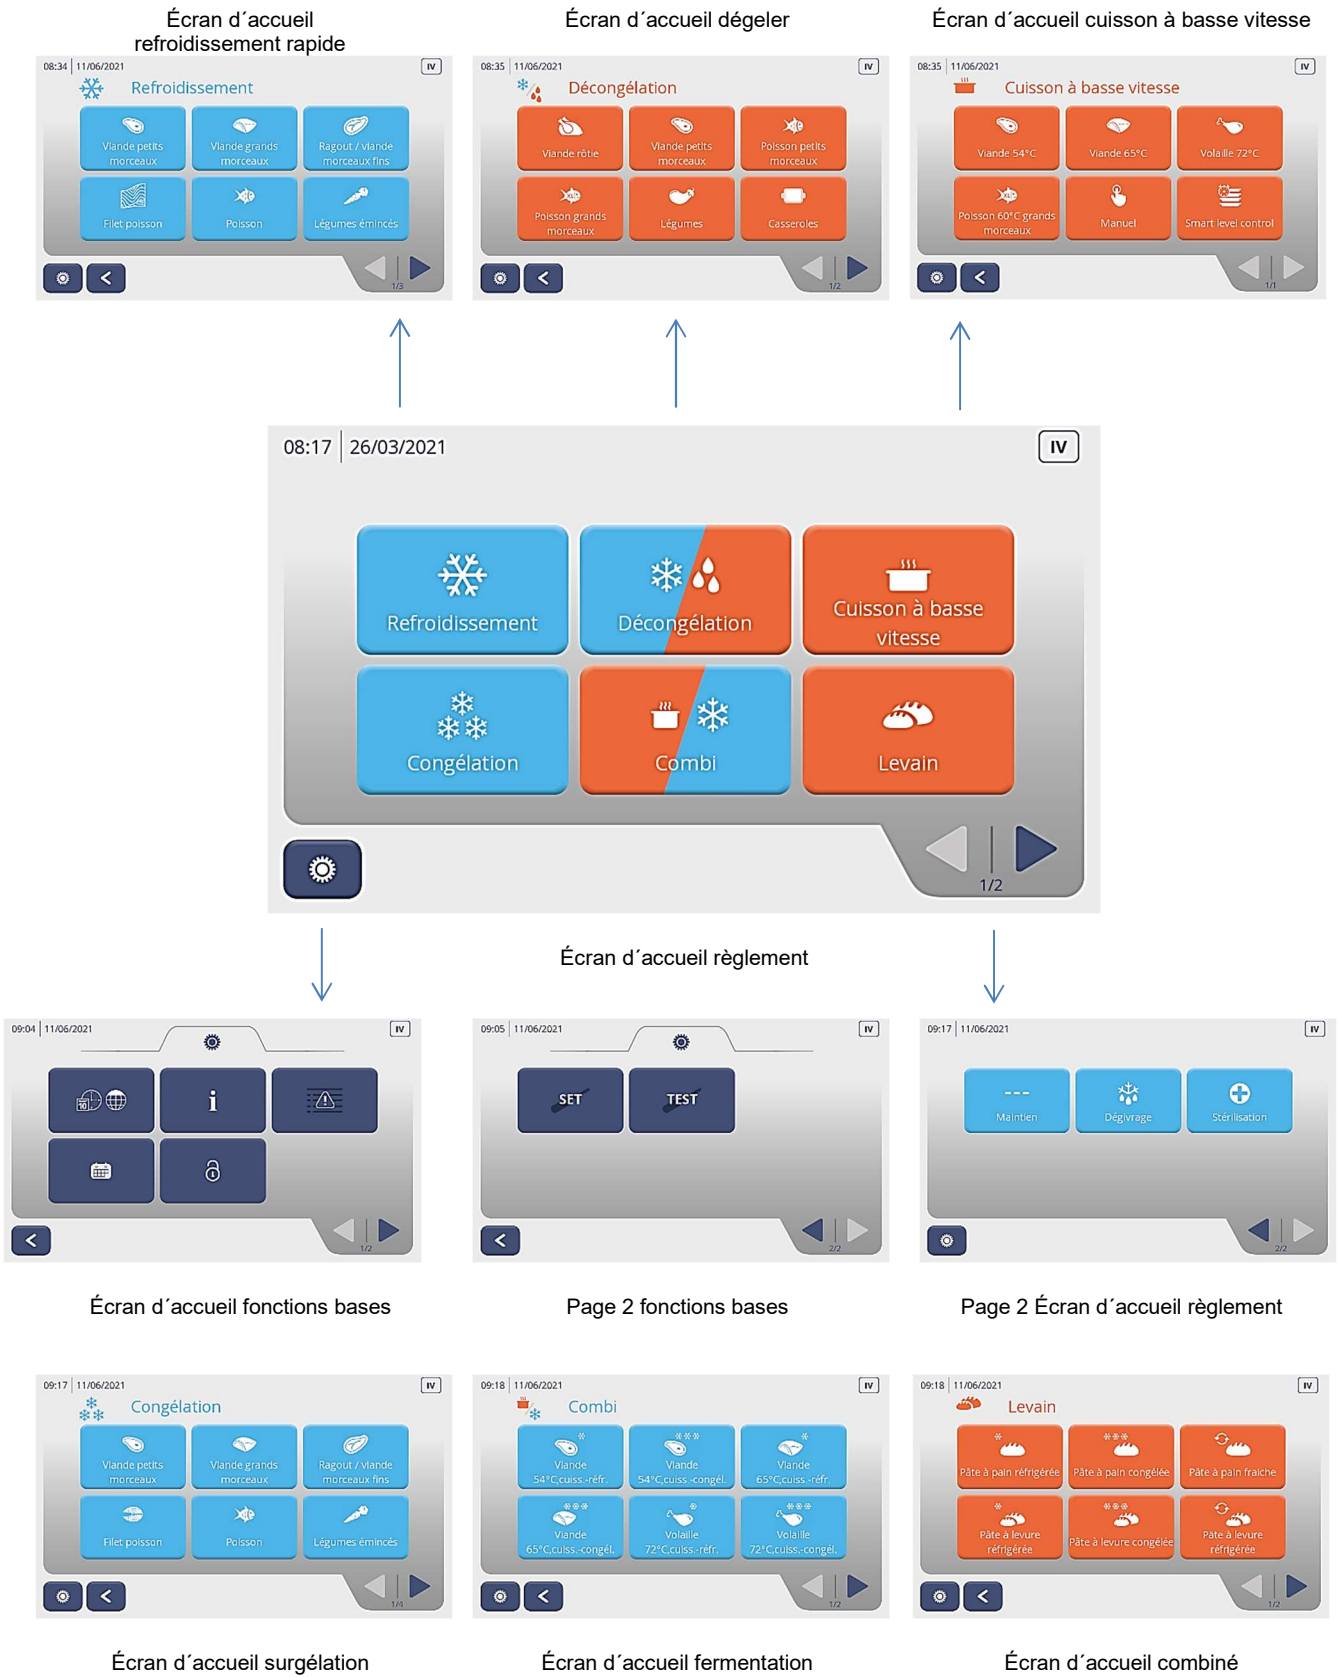 Écran d´accueil
refroidissement rapide
Écran d´accueil dégeler
Écran d´accueil cuisson à basse vitesse
08:34 11/06/2021 IV
Refroidissement
Viande petits
morceaux
Viande grands
morceaux
Ragout / viande
morceaux fins
Filet poisson
Poisson
Légumes émincés
1/3
08:35 11/06/2021 IV
Décongélation
Viande rôtie
Viande petits
morceaux
Poisson petits
morceaux
Poisson grands
morceaux
Légumes
Casseroles
1/2
08:35 11/06/2021 IV
Cuisson à basse vitesse
Viande 54°C
Viande 65°C
Volaille 72°C
Poisson 60°C grands
morceaux
Manuel
Smart level control
1/1
08:17 26/03/2021 IV
Refroidissement
Décongélation
Cuisson à basse
vitesse
Congélation
Combi
Levain
1/2
Écran d´accueil règlement
09:04 11/06/2021 IV
10
i
1/2
09:05 11/06/2021 IV
SET
TEST
2/2
09:17 11/06/2021 IV
---
Maintien
Dégivrage
Stérilisation
2/2
Écran d´accueil fonctions bases
Page 2 fonctions bases
Page 2 Écran d´accueil règlement
09:17 11/06/2021 IV
Congélation
Viande petits
morceaux
Viande grands
morceaux
Ragout / viande
morceaux fins
Filet poisson
Poisson
Légumes émincés
1/4
09:18 11/06/2021 IV
Combi
Viande
54°C,cuiss.-réfr.
Viande
54°C,cuiss.-congél.
Viande
65°C,cuiss.-réfr.
Viande
65°C,cuiss.-congél.
Volaille
72°C,cuiss.-réfr.
Volaille
72°C,cuiss.-congél.
1/2
09:18 11/06/2021 IV
Levain
Pâte à pain réfrigérée
Pâte à pain congélée
Pâte à pain fraiche
Pâte à levure
réfrigérée
Pâte à levure congélée
Pâte à levure
réfrigérée
1/2
Écran d´accueil surgélation
Écran d´accueil fermentation
Écran d´accueil combiné